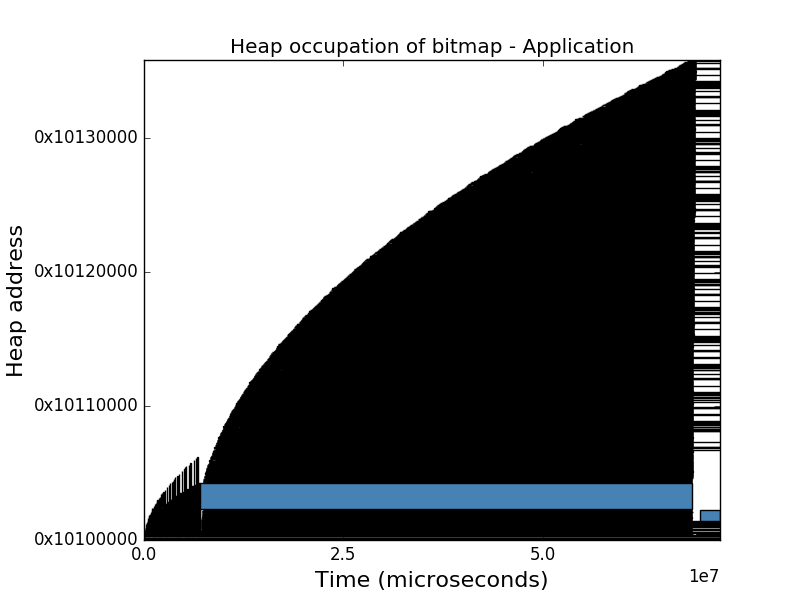 Heap occupation of bitmap - Application
0x10130000
0x10120000
0x10110000
0x10100000
Heap address
0.0 2.5 5.0
1e7
Time (microseconds)